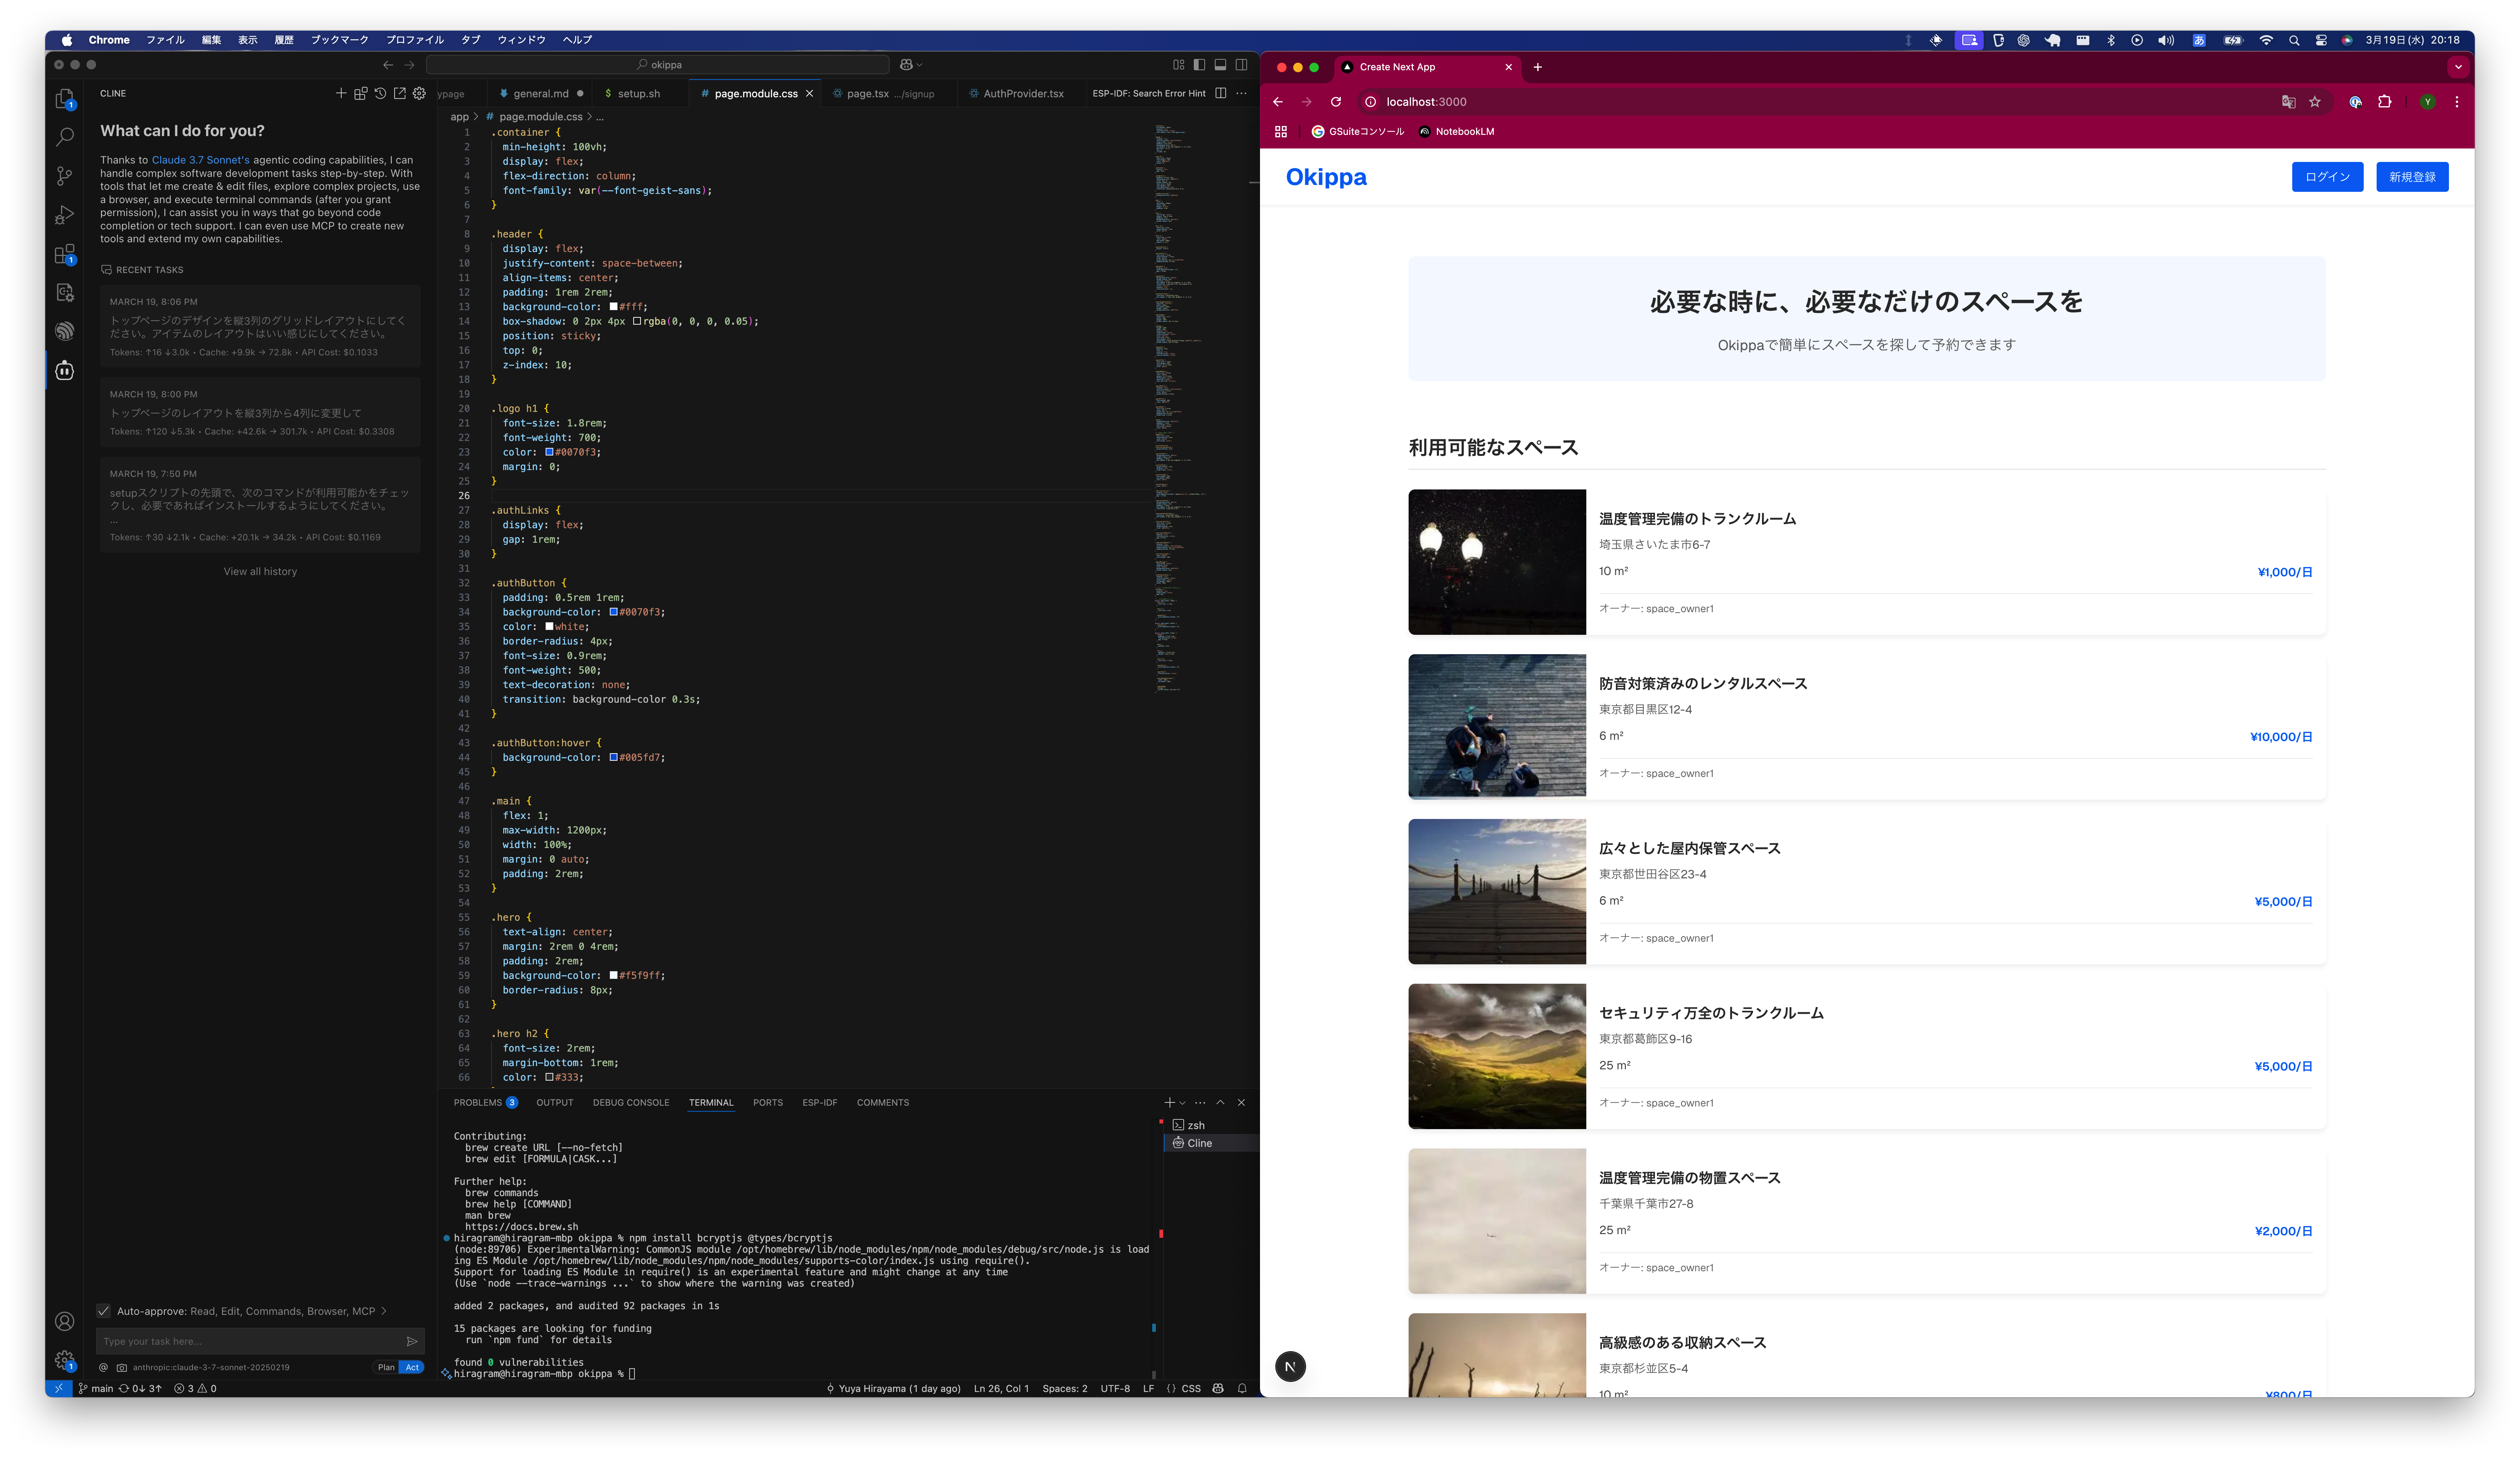 Chrome ファイル 編集 表示 履歴 ブックマーク プロファイル タブ ウィンドウ ヘルプ
あ 3月19日(水) 20:18
okippa
CLINE
ypage general.md $ setup.sh # page.module.css page.tsx .../signup AuthProvider.tsx ESP-IDF: Search Error Hint
app > # page.module.css > ...
What can I do for you?
Thanks to Claude 3.7 Sonnet's agentic coding capabilities, I can
handle complex software development tasks step-by-step. With
tools that let me create & edit files, explore complex projects, use
a browser, and execute terminal commands (after you grant
permission), I can assist you in ways that go beyond code
completion or tech support. I can even use MCP to create new
tools and extend my own capabilities.
RECENT TASKS
MARCH 19, 8:06 PM
トップページのデザインを縦3列のグリッドレイアウトにしてく
ださい。アイテムのレイアウトはいい感じにしてください。
Tokens: ↑16 ↓3.0k • Cache: +9.9k → 72.8k • API Cost: $0.1033
MARCH 19, 8:00 PM
トップページのレイアウトを縦3列から4列に変更して
Tokens: ↑120 ↓5.3k • Cache: +42.6k → 301.7k • API Cost: $0.3308
MARCH 19, 7:50 PM
setupスクリプトの先頭で、次のコマンドが利用可能かをチェッ
クし、必要であればインストールするようにしてください。
...
Tokens: ↑30 ↓2.1k • Cache: +20.1k → 34.2k • API Cost: $0.1169
View all history
Auto-approve: Read, Edit, Commands, Browser, MCP >
Type your task here...
@ anthropic:claude-3-7-sonnet-20250219 Plan Act
1 .container {
2 min-height: 100vh;
3 display: flex;
4 flex-direction: column;
5 font-family: var(--font-geist-sans);
6 }
7
8 .header {
9 display: flex;
10 justify-content: space-between;
11 align-items: center;
12 padding: 1rem 2rem;
13 background-color: #fff;
14 box-shadow: 0 2px 4px rgba(0, 0, 0, 0.05);
15 position: sticky;
16 top: 0;
17 z-index: 10;
18 }
19
20 .logo h1 {
21 font-size: 1.8rem;
22 font-weight: 700;
23 color: #0070f3;
24 margin: 0;
25 }
26
27 .authLinks {
28 display: flex;
29 gap: 1rem;
30 }
31
32 .authButton {
33 padding: 0.5rem 1rem;
34 background-color: #0070f3;
35 color: white;
36 border-radius: 4px;
37 font-size: 0.9rem;
38 font-weight: 500;
39 text-decoration: none;
40 transition: background-color 0.3s;
41 }
42
43 .authButton:hover {
44 background-color: #005fd7;
45 }
46
47 .main {
48 flex: 1;
49 max-width: 1200px;
50 width: 100%;
51 margin: 0 auto;
52 padding: 2rem;
53 }
54
55 .hero {
56 text-align: center;
57 margin: 2rem 0 4rem;
58 padding: 2rem;
59 background-color: #f5f9ff;
60 border-radius: 8px;
61 }
62
63 .hero h2 {
64 font-size: 2rem;
65 margin-bottom: 1rem;
66 color: #333;
PROBLEMS 3 OUTPUT DEBUG CONSOLE TERMINAL PORTS ESP-IDF COMMENTS
zsh
Cline
Contributing:
brew create URL [--no-fetch]
brew edit [FORMULA|CASK...]
Further help:
brew commands
brew help [COMMAND]
man brew
https://docs.brew.sh
hiragram@hiragram-mbp okippa % npm install bcryptjs @types/bcryptjs
(node:89706) ExperimentalWarning: CommonJS module /opt/homebrew/lib/node_modules/npm/node_modules/debug/src/node.js is load
ing ES Module /opt/homebrew/lib/node_modules/npm/node_modules/supports-color/index.js using require().
Support for loading ES Module in require() is an experimental feature and might change at any time
(Use `node --trace-warnings ...` to show where the warning was created)
added 2 packages, and audited 92 packages in 1s
15 packages are looking for funding
run `npm fund` for details
found 0 vulnerabilities
hiragram@hiragram-mbp okippa %
main 0↓ 3↑ 3 0 Yuya Hirayama (1 day ago) Ln 26, Col 1 Spaces: 2 UTF-8 LF {} CSS
Create Next App
localhost:3000
Y
GSuiteコンソール NotebookLM
Okippa
ログイン 新規登録
必要な時に、必要なだけのスペースを
Okippaで簡単にスペースを探して予約できます
利用可能なスペース
温度管理完備のトランクルーム
埼玉県さいたま市6-7
10 m²
¥1,000/日
オーナー: space_owner1
防音対策済みのレンタルスペース
東京都目黒区12-4
6 m²
¥10,000/日
オーナー: space_owner1
広々とした屋内保管スペース
東京都世田谷区23-4
6 m²
¥5,000/日
オーナー: space_owner1
セキュリティ万全のトランクルーム
東京都葛飾区9-16
25 m²
¥5,000/日
オーナー: space_owner1
温度管理完備の物置スペース
千葉県千葉市27-8
25 m²
¥2,000/日
オーナー: space_owner1
高級感のある収納スペース
東京都杉並区5-4
10 m²
¥800/日
N